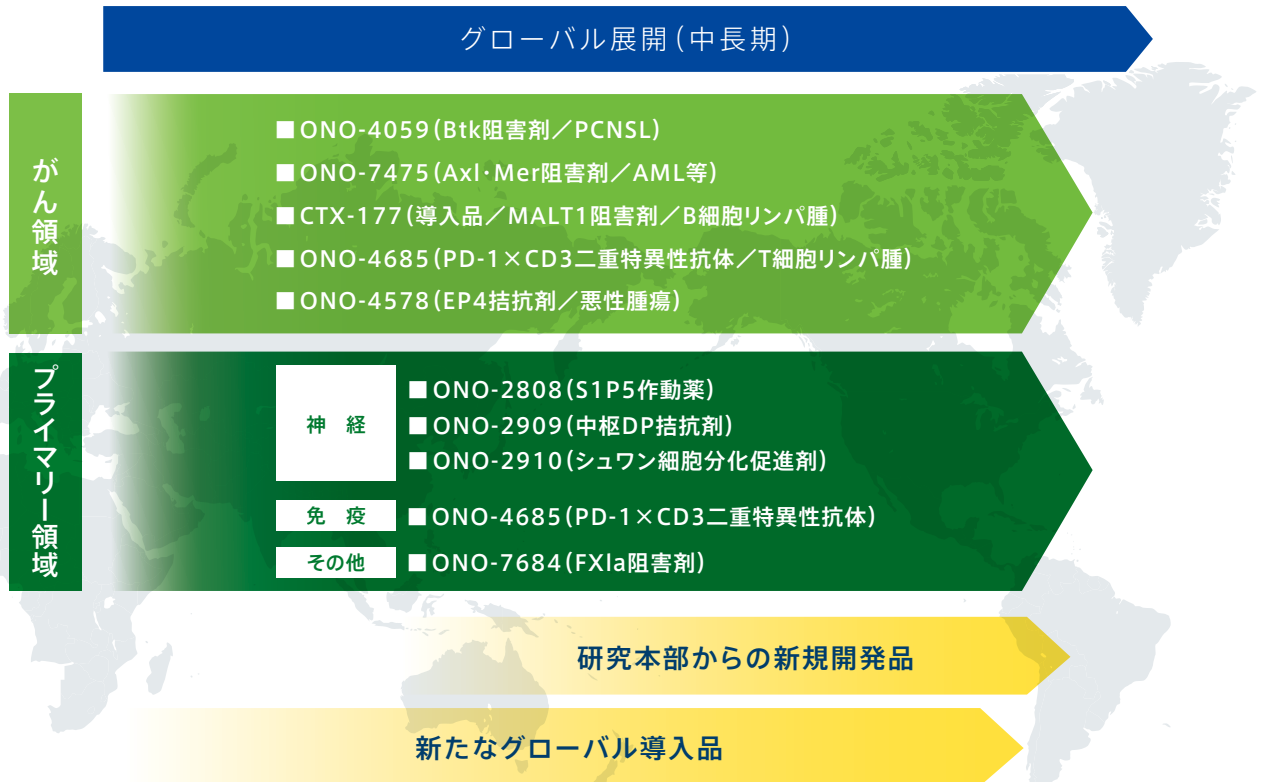 グローバル展開（中長期）
がん領域
■ONO-4059（Btk阻害剤／PCNSL）
■ONO-7475（Axl・Mer阻害剤／AML等）
■CTX-177（導入品／MALT1阻害剤／B細胞リンパ腫）
■ONO-4685（PD-1×CD3二重特異性抗体／T細胞リンパ腫）
■ONO-4578（EP4拮抗剤／悪性腫瘍）
プライマリー領域
神 経
■ONO-2808（S1P5作動薬）
■ONO-2909（中枢DP拮抗剤）
■ONO-2910（シュワン細胞分化促進剤）
免 疫
■ONO-4685（PD-1×CD3二重特異性抗体）
その他
■ONO-7684（FXIa阻害剤）
研究本部からの新規開発品
新たなグローバル導入品